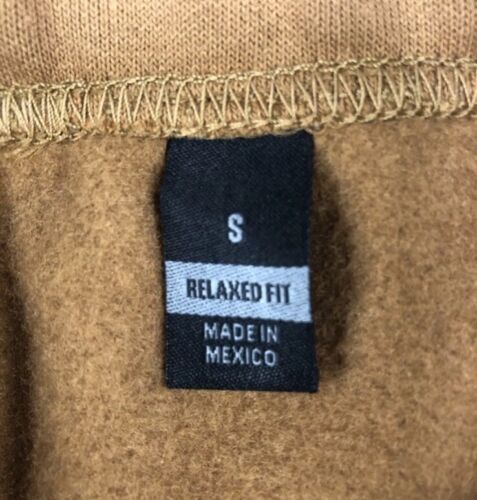 S
RELAXED FIT
MADE IN
MEXICO